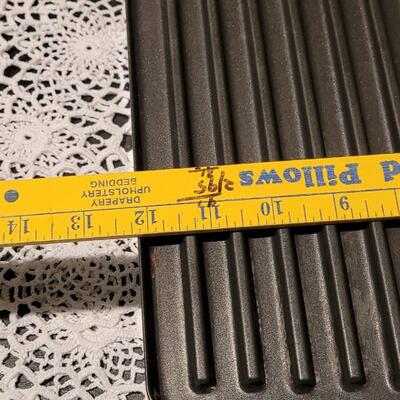 d Pillows
DRAPERY
UPHOLSTERY
BEDDING
9 10 11 12 13 14